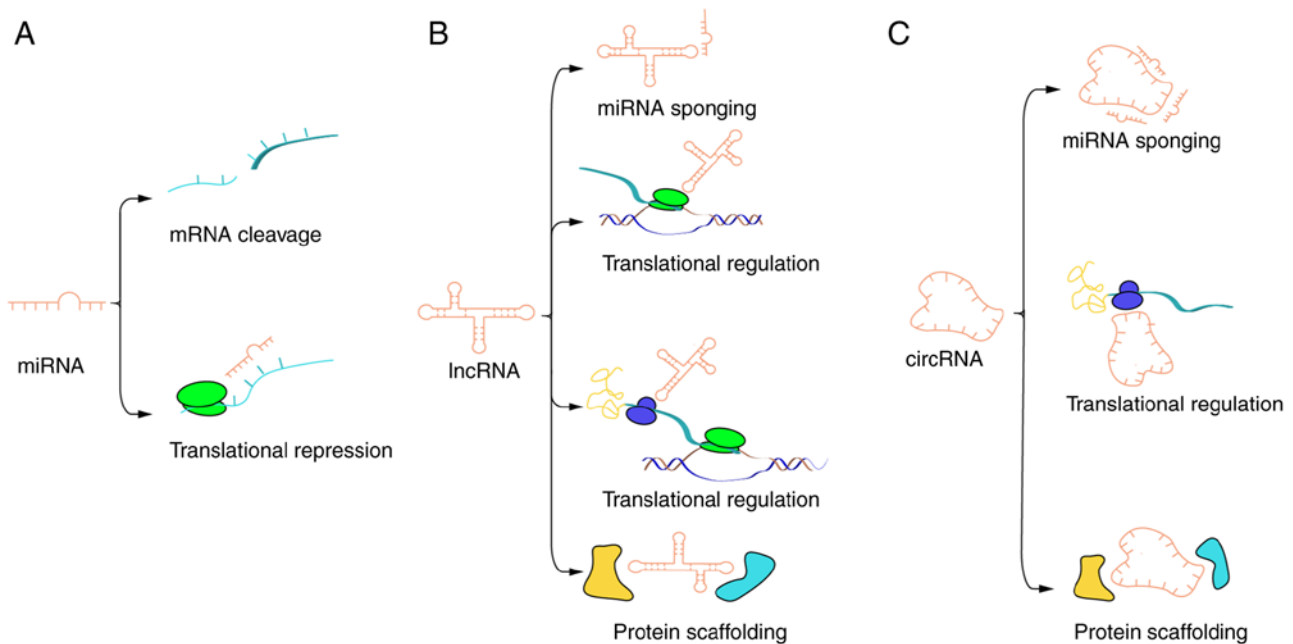 A
mRNA cleavage
miRNA
Translational repression
B
miRNA sponging
Translational regulation
lncRNA
Translational regulation
Protein scaffolding
C
miRNA sponging
circRNA
Translational regulation
Protein scaffolding